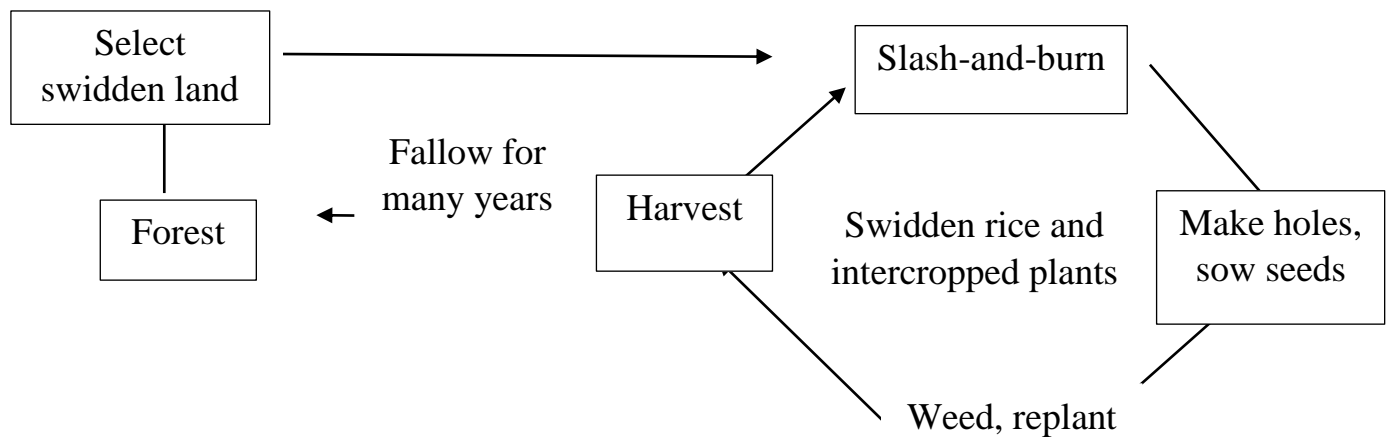 Select
swidden land
Slash-and-burn
Fallow for
many years
Forest
Harvest
Swidden rice and
intercropped plants
Make holes,
sow seeds
Weed, replant